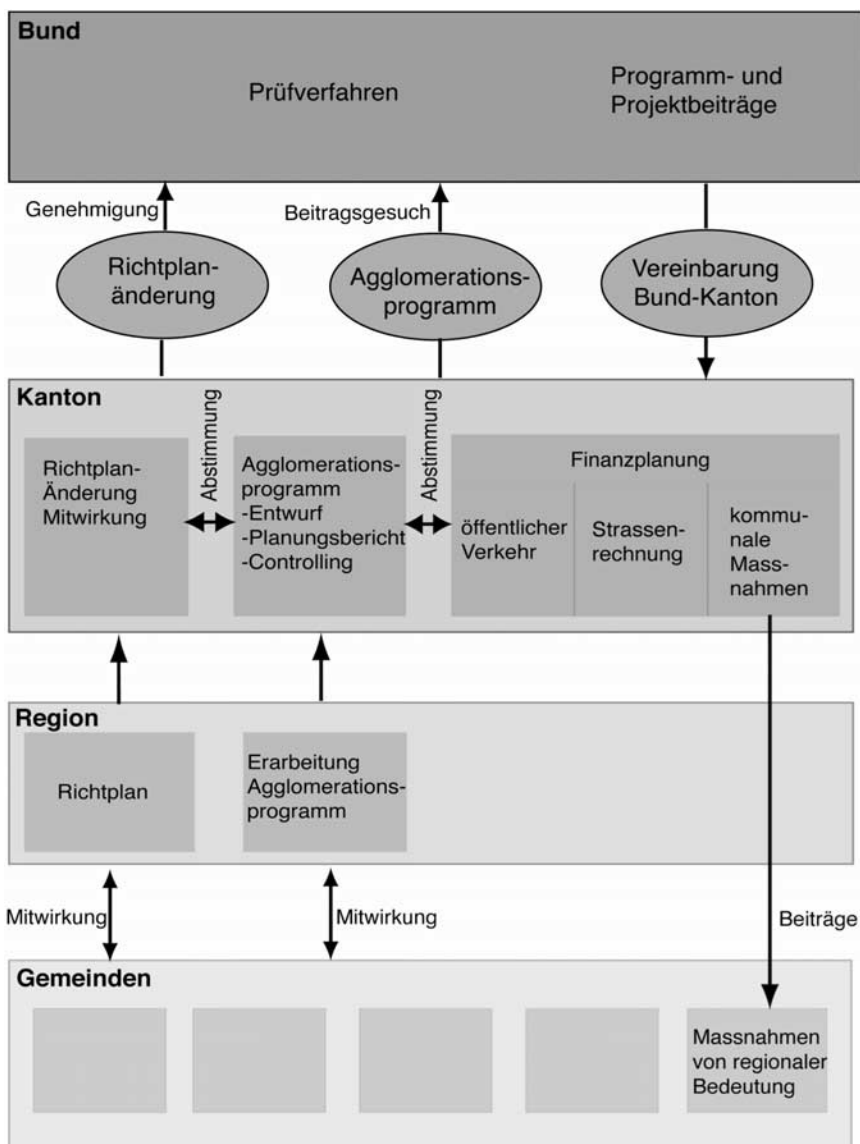 Bund
Prüfverfahren
Programm- und
Projektbeiträge
Genehmigung
Beitragsgesuch
Richtplan-
änderung
Agglomerations-
programm
Vereinbarung
Bund-Kanton
Kanton
Richtplan-
Änderung
Mitwirkung
Abstimmung
Agglomerations-
programm
-Entwurf
-Planungsbericht
-Controlling
Abstimmung
Finanzplanung
öffentlicher
Verkehr
Strassen-
rechnung
kommu-
nale
Mass-
nahmen
Region
Richtplan
Erarbeitung
Agglomerations-
programm
Mitwirkung
Mitwirkung
Beiträge
Gemeinden
Massnahmen
von regionaler
Bedeutung